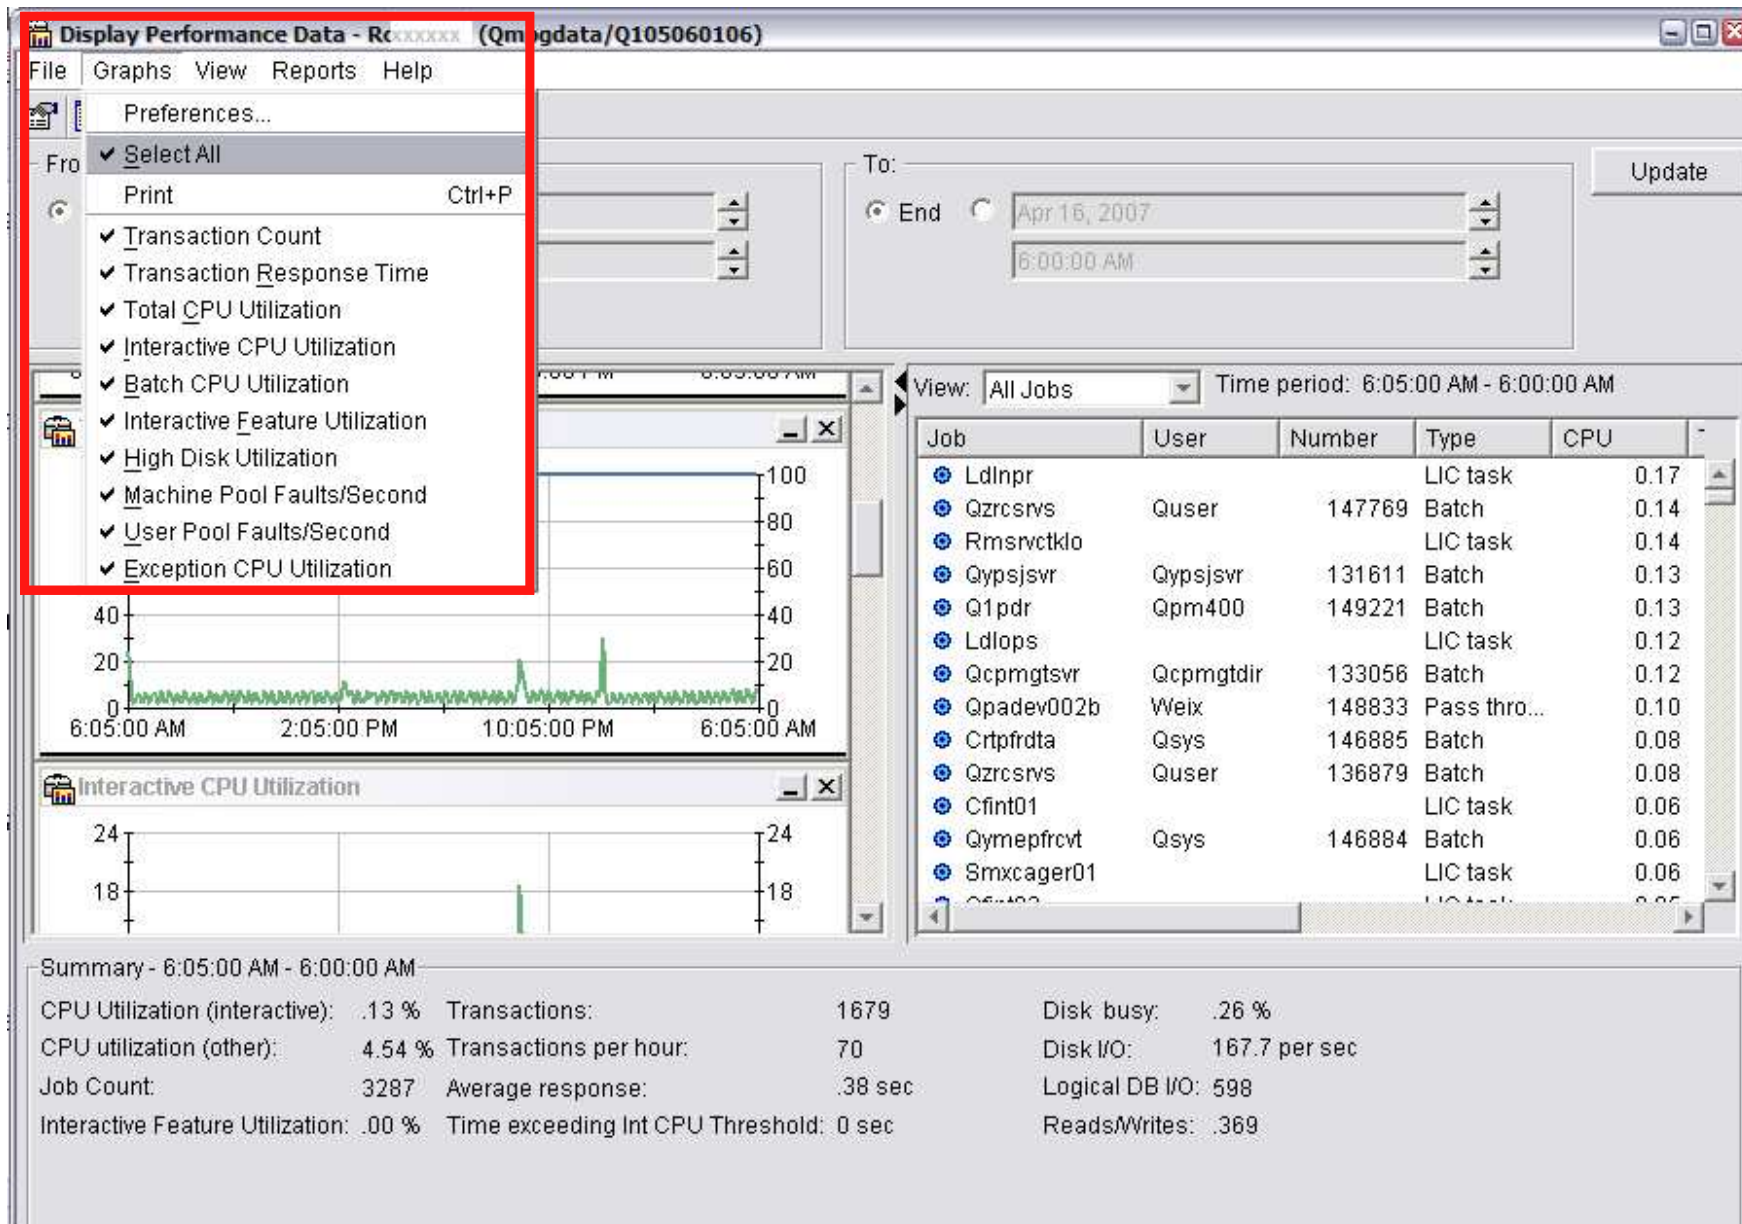 Display Performance Data - Rcxxxxxx (Qmpgdata/Q105060106)
File Graphs View Reports Help
Preferences...
Select All
Print Ctrl+P
Transaction Count
Transaction Response Time
Total CPU Utilization
Interactive CPU Utilization
Batch CPU Utilization
Interactive Feature Utilization
High Disk Utilization
Machine Pool Faults/Second
User Pool Faults/Second
Exception CPU Utilization
Fro
To:
Update
End Apr 16, 2007
6:00:00 AM
View: All Jobs Time period: 6:05:00 AM - 6:00:00 AM
Job User Number Type CPU
Ldlnpr LIC task 0.17
Qzrcsrvs Quser 147769 Batch 0.14
Rmsrvctklo LIC task 0.14
Qypsjsvr Qypsjsvr 131611 Batch 0.13
Q1pdr Qpm400 149221 Batch 0.13
Ldlops LIC task 0.12
Qcpmgtsvr Qcpmgtdir 133056 Batch 0.12
Qpadev002b Weix 148833 Pass thro... 0.10
Crtpfrdta Qsys 146885 Batch 0.08
Qzrcsrvs Quser 136879 Batch 0.08
Cfint01 LIC task 0.06
Qymepfrcvt Qsys 146884 Batch 0.06
Smxcager01 LIC task 0.06
100
80
60
40 40
20 20
0 0
6:05:00 AM 2:05:00 PM 10:05:00 PM 6:05:00 AM
Interactive CPU Utilization
24 24
18 18
Summary - 6:05:00 AM - 6:00:00 AM
CPU Utilization (interactive): .13 % Transactions: 1679 Disk busy: .26 %
CPU utilization (other): 4.54 % Transactions per hour: 70 Disk I/O: 167.7 per sec
Job Count: 3287 Average response: .38 sec Logical DB I/O: 598
Interactive Feature Utilization: .00 % Time exceeding Int CPU Threshold: 0 sec Reads/Writes: .369